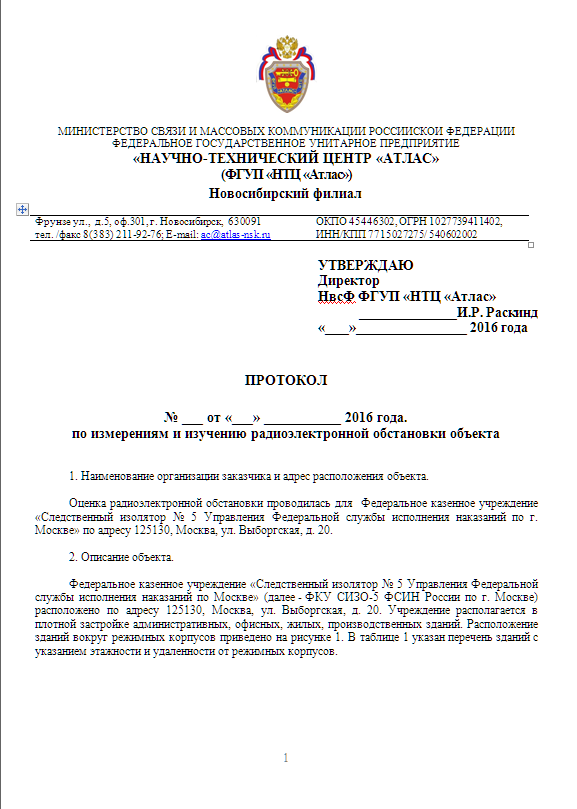 МИНИСТЕРСТВО СВЯЗИ И МАССОВЫХ КОММУНИКАЦИИ РОССИИСКОИ ФЕДЕРАЦИИ
ФЕДЕРАЛЬНОЕ ГОСУДАРСТВЕННОЕ УНИТАРНОЕ ПРЕДПРИЯТИЕ
«НАУЧНО-ТЕХНИЧЕСКИЙ ЦЕНТР «АТЛАС»
(ФГУП «НТЦ «Атлас»)
Новосибирский филиал
Фрунзе ул., д.5, оф.301, г. Новосибирск, 630091 ОКПО 45446302, ОГРН 1027739411402,
тел. /факс 8(383) 211-92-76; E-mail: ac@atlas-nsk.ru ИНН/КПП 7715027275/ 540602002
УТВЕРЖДАЮ
Директор
НвсФ ФГУП «НТЦ «Атлас»
______________И.Р. Раскинд
«___»________________ 2016 года
ПРОТОКОЛ
№ ___ от «___» ___________ 2016 года.
по измерениям и изучению радиоэлектронной обстановки объекта
1. Наименование организации заказчика и адрес расположения объекта.
Оценка радиоэлектронной обстановки проводилась для Федеральное казенное учреждение
«Следственный изолятор № 5 Управления Федеральной службы исполнения наказаний по г.
Москве» по адресу 125130, Москва, ул. Выборгская, д. 20.
2. Описание объекта.
Федеральное казенное учреждение «Следственный изолятор № 5 Управления Федеральной
службы исполнения наказаний по Москве» (далее - ФКУ СИЗО-5 ФСИН России по г. Москве)
расположено по адресу 125130, Москва, ул. Выборгская, д. 20. Учреждение располагается в
плотной застройке административных, офисных, жилых, производственных зданий. Расположение
зданий вокруг режимных корпусов приведено на рисунке 1. В таблице 1 указан перечень зданий с
указанием этажности и удаленности от режимных корпусов.
1